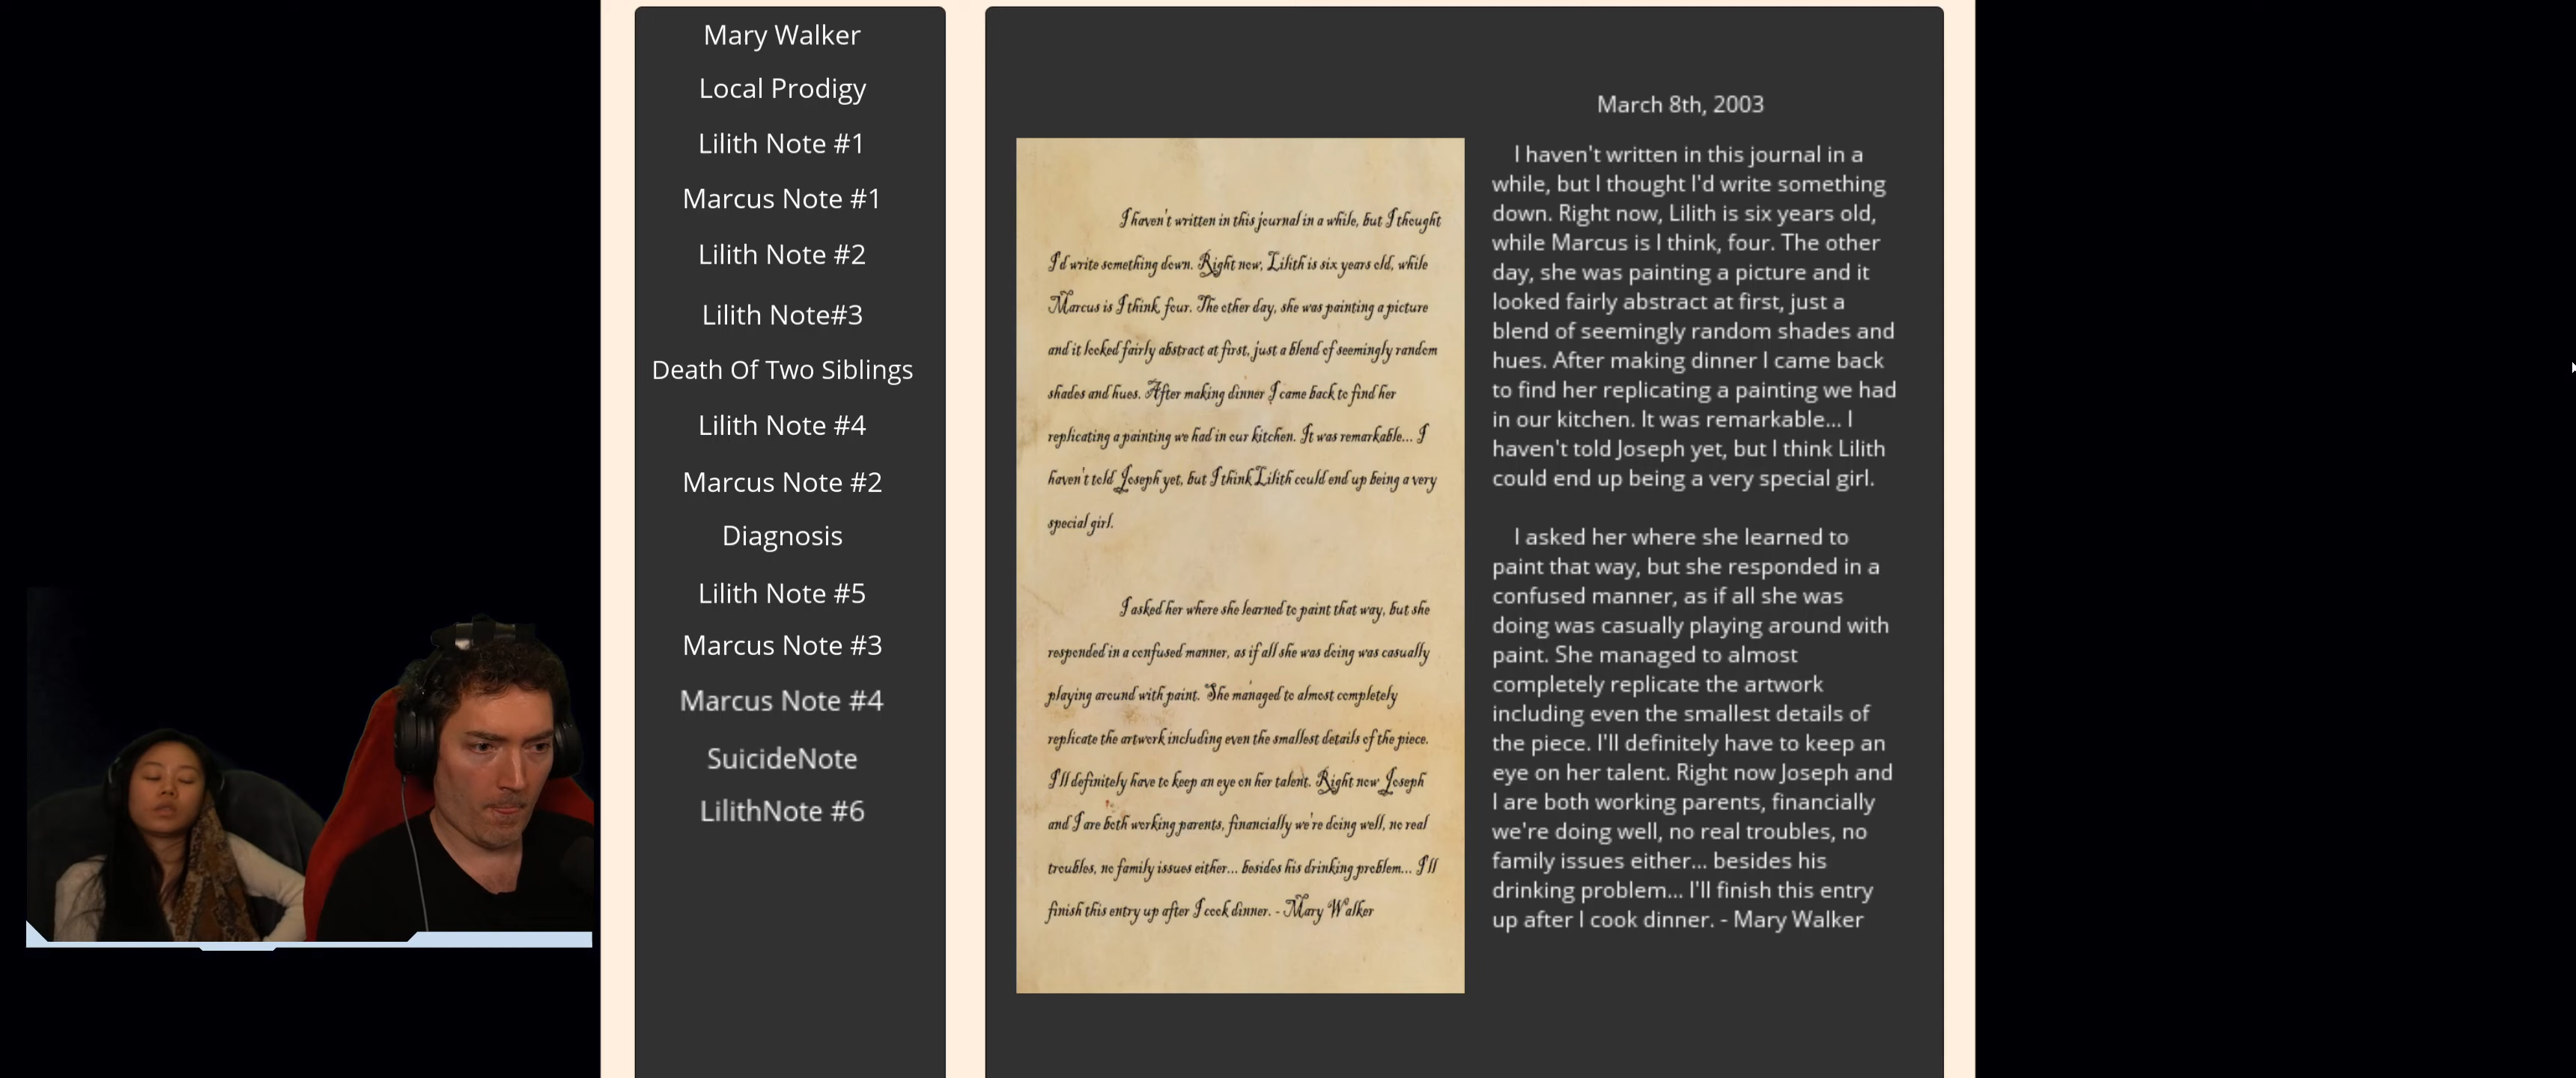 Mary Walker
Local Prodigy
Lilith Note #1
Marcus Note #1
Lilith Note #2
Lilith Note#3
Death Of Two Siblings
Lilith Note #4
Marcus Note #2
Diagnosis
Lilith Note #5
Marcus Note #3
Marcus Note #4
SuicideNote
LilithNote #6
I haven't written in this journal in a while, but I thought
I'd write something down. Right now, Lilith is six years old, while
Marcus is I think, four. The other day, she was painting a picture
and it looked fairly abstract at first, just a blend of seemingly random
shades and hues. After making dinner I came back to find her
replicating a painting we had in our kitchen. It was remarkable... I
haven't told Joseph yet, but I think Lilith could end up being a very
special girl.
I asked her where she learned to paint that way, but she
responded in a confused manner, as if all she was doing was casually
playing around with paint. She managed to almost completely
replicate the artwork including even the smallest details of the piece.
I'll definitely have to keep an eye on her talent. Right now Joseph
and I are both working parents, financially we're doing well, no real
troubles, no family issues either... besides his drinking problem... I'll
finish this entry up after I cook dinner. - Mary Walker
March 8th, 2003
I haven't written in this journal in a
while, but I thought I'd write something
down. Right now, Lilith is six years old,
while Marcus is I think, four. The other
day, she was painting a picture and it
looked fairly abstract at first, just a
blend of seemingly random shades and
hues. After making dinner I came back
to find her replicating a painting we had
in our kitchen. It was remarkable... I
haven't told Joseph yet, but I think Lilith
could end up being a very special girl.
I asked her where she learned to
paint that way, but she responded in a
confused manner, as if all she was
doing was casually playing around with
paint. She managed to almost
completely replicate the artwork
including even the smallest details of
the piece. I'll definitely have to keep an
eye on her talent. Right now Joseph and
I are both working parents, financially
we're doing well, no real troubles, no
family issues either... besides his
drinking problem... I'll finish this entry
up after I cook dinner. - Mary Walker